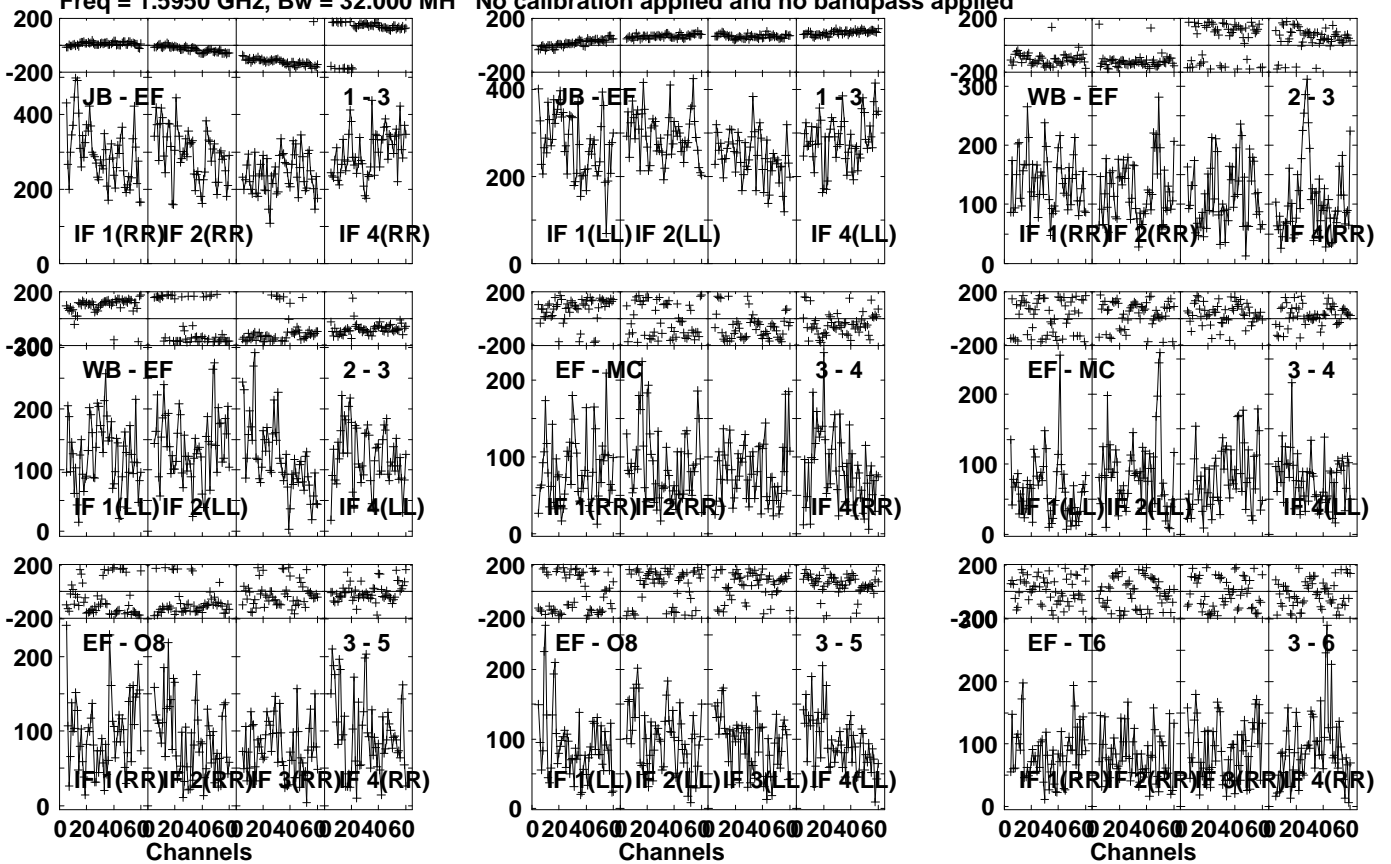 Freq = 1.5950 GHz, Bw = 32.000 MH No calibration applied and no bandpass applied
200
-200
JB - EF 1 - 3
400
200
0
IF 1(RR) IF 2(RR) IF 4(RR)
200
-200
JB - EF 1 - 3
400
200
0
IF 1(LL) IF 2(LL) IF 4(LL)
200
-200
WB - EF 2 - 3
300
200
100
0
IF 1(RR) IF 2(RR) IF 4(RR)
200
-200
300
WB - EF 2 - 3
200
100
0
IF 1(LL) IF 2(LL) IF 4(LL)
200
-200
EF - MC 3 - 4
200
100
0
IF 1(RR) IF 2(RR) IF 4(RR)
200
-200
EF - MC 3 - 4
200
100
0
IF 1(LL) IF 2(LL) IF 4(LL)
200
-200
EF - O8 3 - 5
200
100
0
IF 1(RR) IF 2(RR) IF 3(RR) IF 4(RR)
0 20 40 60 0 20 40 60 0 20 40 60 0 20 40 60
Channels
200
-200
EF - O8 3 - 5
200
100
0
IF 1(LL) IF 2(LL) IF 3(LL) IF 4(LL)
0 20 40 60 0 20 40 60 0 20 40 60 0 20 40 60
Channels
200
-200
300
EF - T6 3 - 6
200
100
0
IF 1(RR) IF 2(RR) IF 3(RR) IF 4(RR)
0 20 40 60 0 20 40 60 0 20 40 60 0 20 40 60
Channels